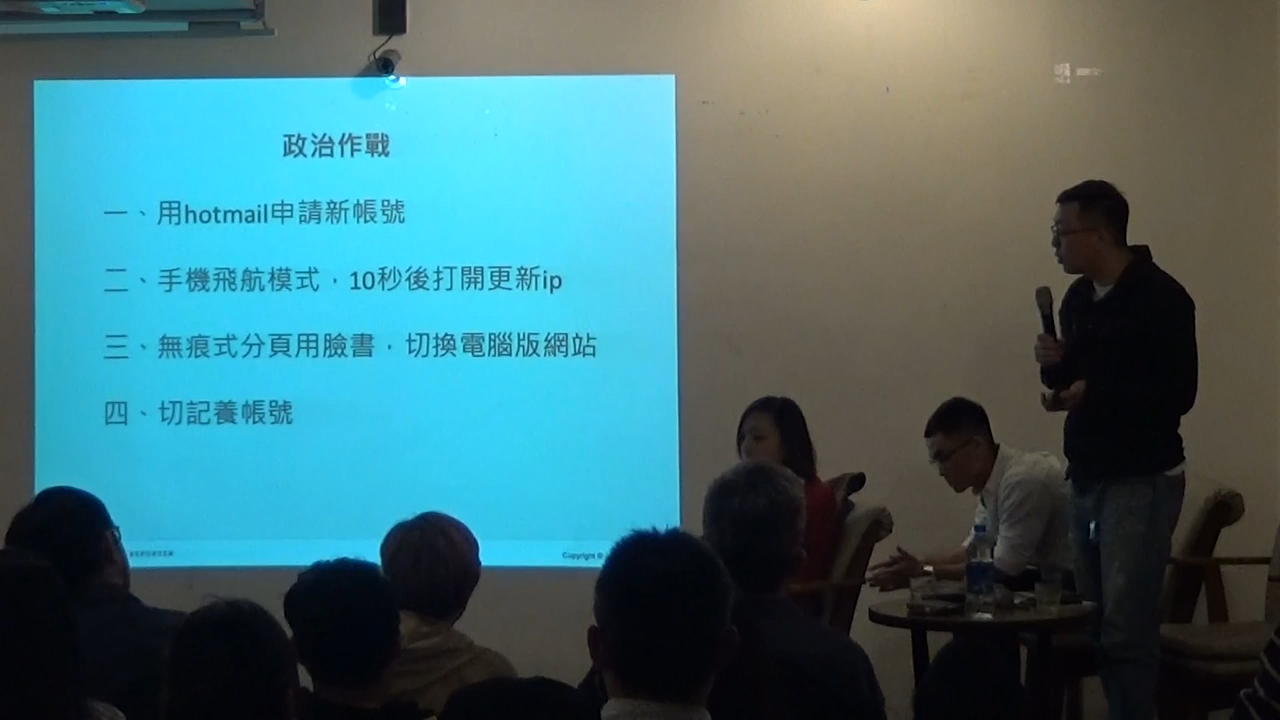 政治作戰
一、用hotmail申請新帳號
二、手機飛航模式，10秒後打開更新ip
三、無痕式分頁用臉書，切換電腦版網站
四、切記養帳號
Copyright ©